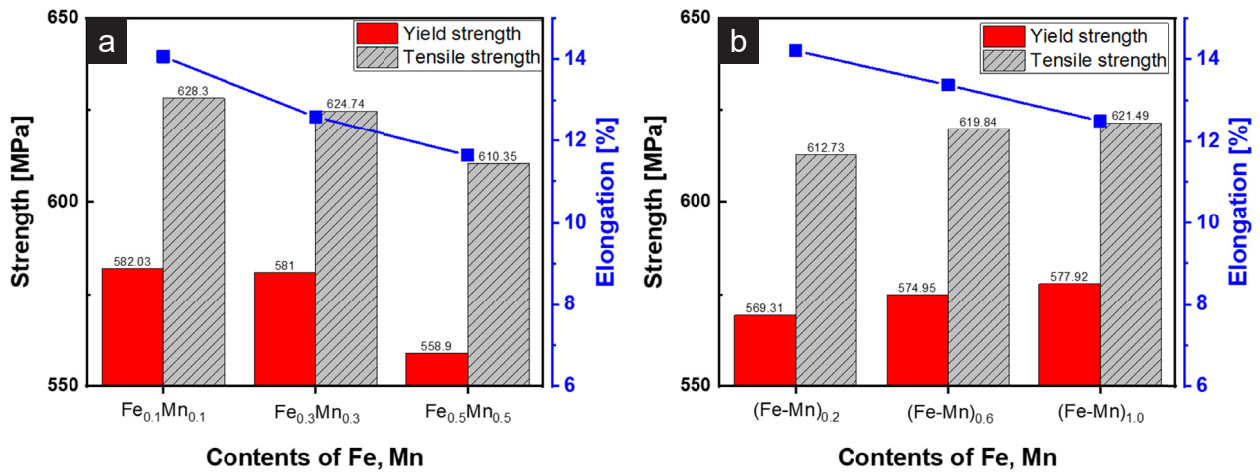 a
Yield strength
Tensile strength
650
600
550
Strength [MPa]
628.3
624.74
610.35
582.03
581
558.9
14
12
10
8
6
Elongation [%]
Fe0.1Mn0.1
Fe0.3Mn0.3
Fe0.5Mn0.5
Contents of Fe, Mn
b
Yield strength
Tensile strength
650
600
550
Strength [MPa]
612.73
619.84
621.49
569.31
574.95
577.92
14
12
10
8
6
Elongation [%]
(Fe-Mn)0.2
(Fe-Mn)0.6
(Fe-Mn)1.0
Contents of Fe, Mn